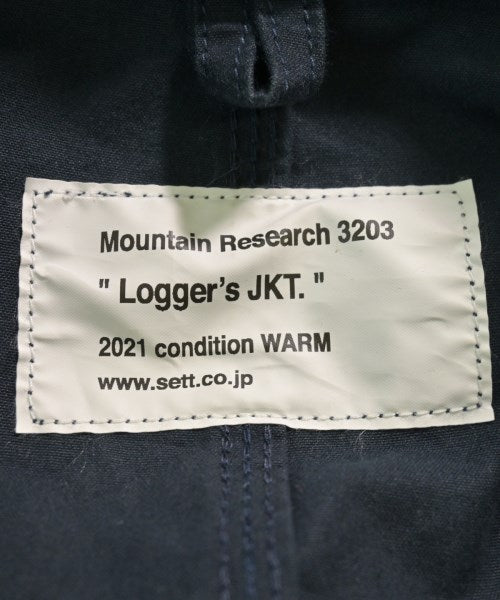 Mountain Research 3203
" Logger's JKT. "
2021 condition WARM
www.sett.co.jp